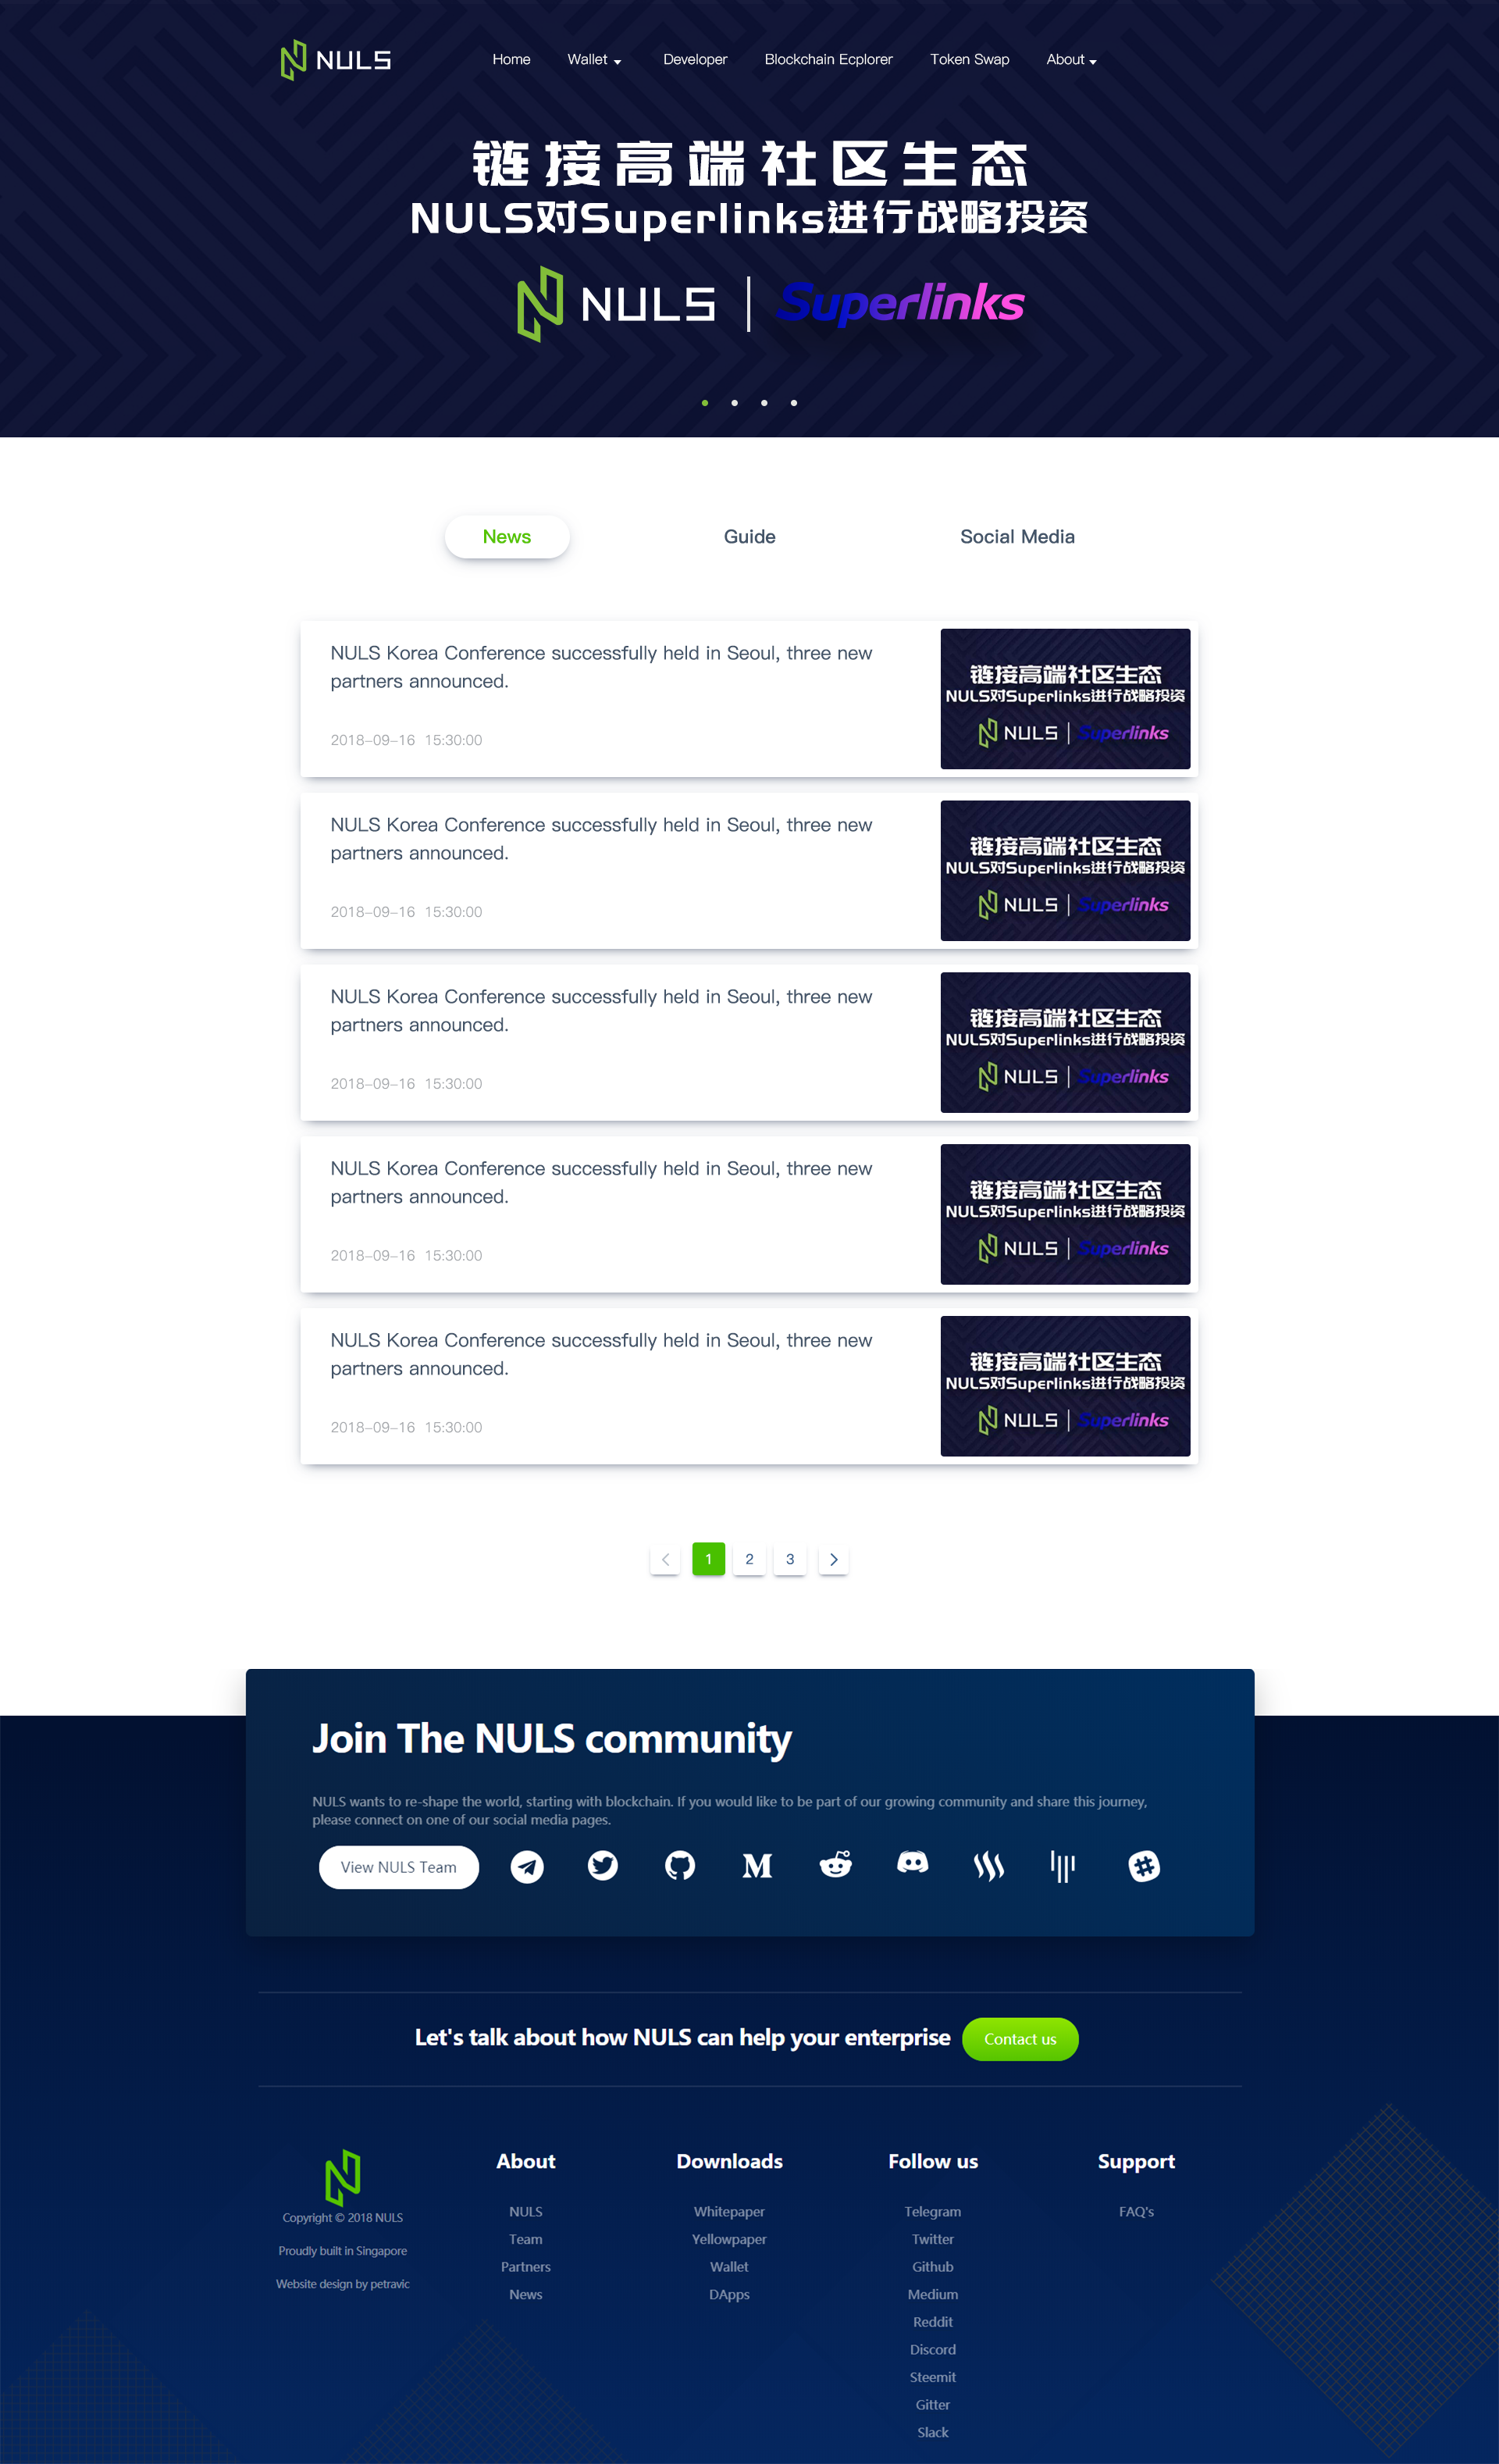 NULS
Home Wallet Developer Blockchain Ecplorer Token Swap About
链接高端社区生态
NULS对Superlinks进行战略投资
NULS | Superlinks
News Guide Social Media
NULS Korea Conference successfully held in Seoul, three new
partners announced.
2018-09-16 15:30:00
链接高端社区生态
NULS对Superlinks进行战略投资
NULS | Superlinks
NULS Korea Conference successfully held in Seoul, three new
partners announced.
2018-09-16 15:30:00
链接高端社区生态
NULS对Superlinks进行战略投资
NULS | Superlinks
NULS Korea Conference successfully held in Seoul, three new
partners announced.
2018-09-16 15:30:00
链接高端社区生态
NULS对Superlinks进行战略投资
NULS | Superlinks
NULS Korea Conference successfully held in Seoul, three new
partners announced.
2018-09-16 15:30:00
链接高端社区生态
NULS对Superlinks进行战略投资
NULS | Superlinks
NULS Korea Conference successfully held in Seoul, three new
partners announced.
2018-09-16 15:30:00
链接高端社区生态
NULS对Superlinks进行战略投资
NULS | Superlinks
1 2 3
Join The NULS community
NULS wants to re-shape the world, starting with blockchain. If you would like to be part of our growing community and share this journey,
please connect on one of our social media pages.
View NULS Team
Let's talk about how NULS can help your enterprise Contact us
Copyright © 2018 NULS
Proudly built in Singapore
Website design by petravic
About
NULS
Team
Partners
News
Downloads
Whitepaper
Yellowpaper
Wallet
DApps
Follow us
Telegram
Twitter
Github
Medium
Reddit
Discord
Steemit
Gitter
Slack
Support
FAQ's